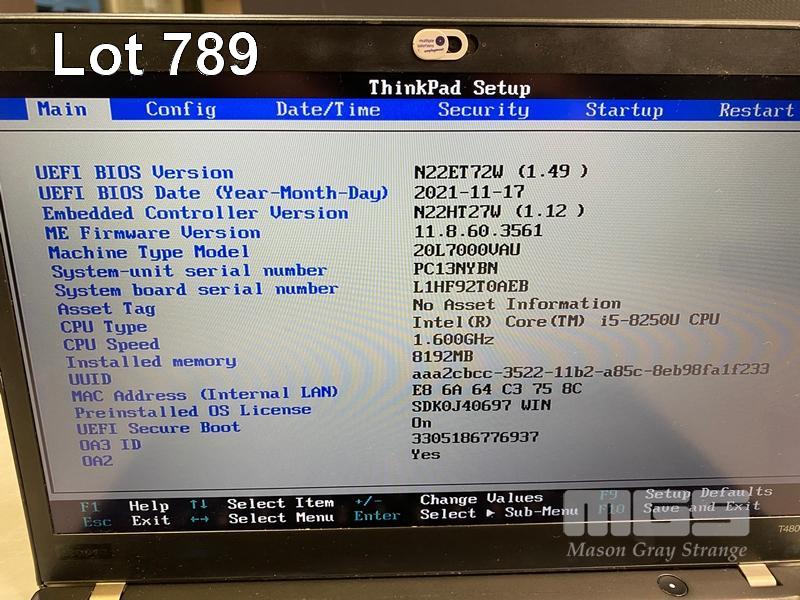 Lot 789
ThinkPad Setup
Main Config Date/Time Security Startup Restart
UEFI BIOS Version N22ET72W (1.49 )
UEFI BIOS Date (Year-Month-Day) 2021-11-17
Embedded Controller Version N22HT27W (1.12 )
ME Firmware Version 11.8.60.3561
Machine Type Model 20L7000VAU
System-unit serial number PC13NYBN
System board serial number L1HF92T0AEB
Asset Tag No Asset Information
CPU Type Intel(R) Core(TM) i5-8250U CPU
CPU Speed 1.600GHz
Installed memory 8192MB
UUID aaa2cbcc-3522-11b2-a85c-8eb98fa1f233
MAC Address (Internal LAN) E8 6A 64 C3 75 8C
Preinstalled OS License SDK0J40697 WIN
UEFI Secure Boot On
OA3 ID 3305186776937
OA2 Yes
F1 Help ↑↓ Select Item +/- Change Values F9 Setup Defaults
Esc Exit ←→ Select Menu Enter Select ▶ Sub-Menu F10 Save and Exit
MGS
Mason Gray Strange
T480